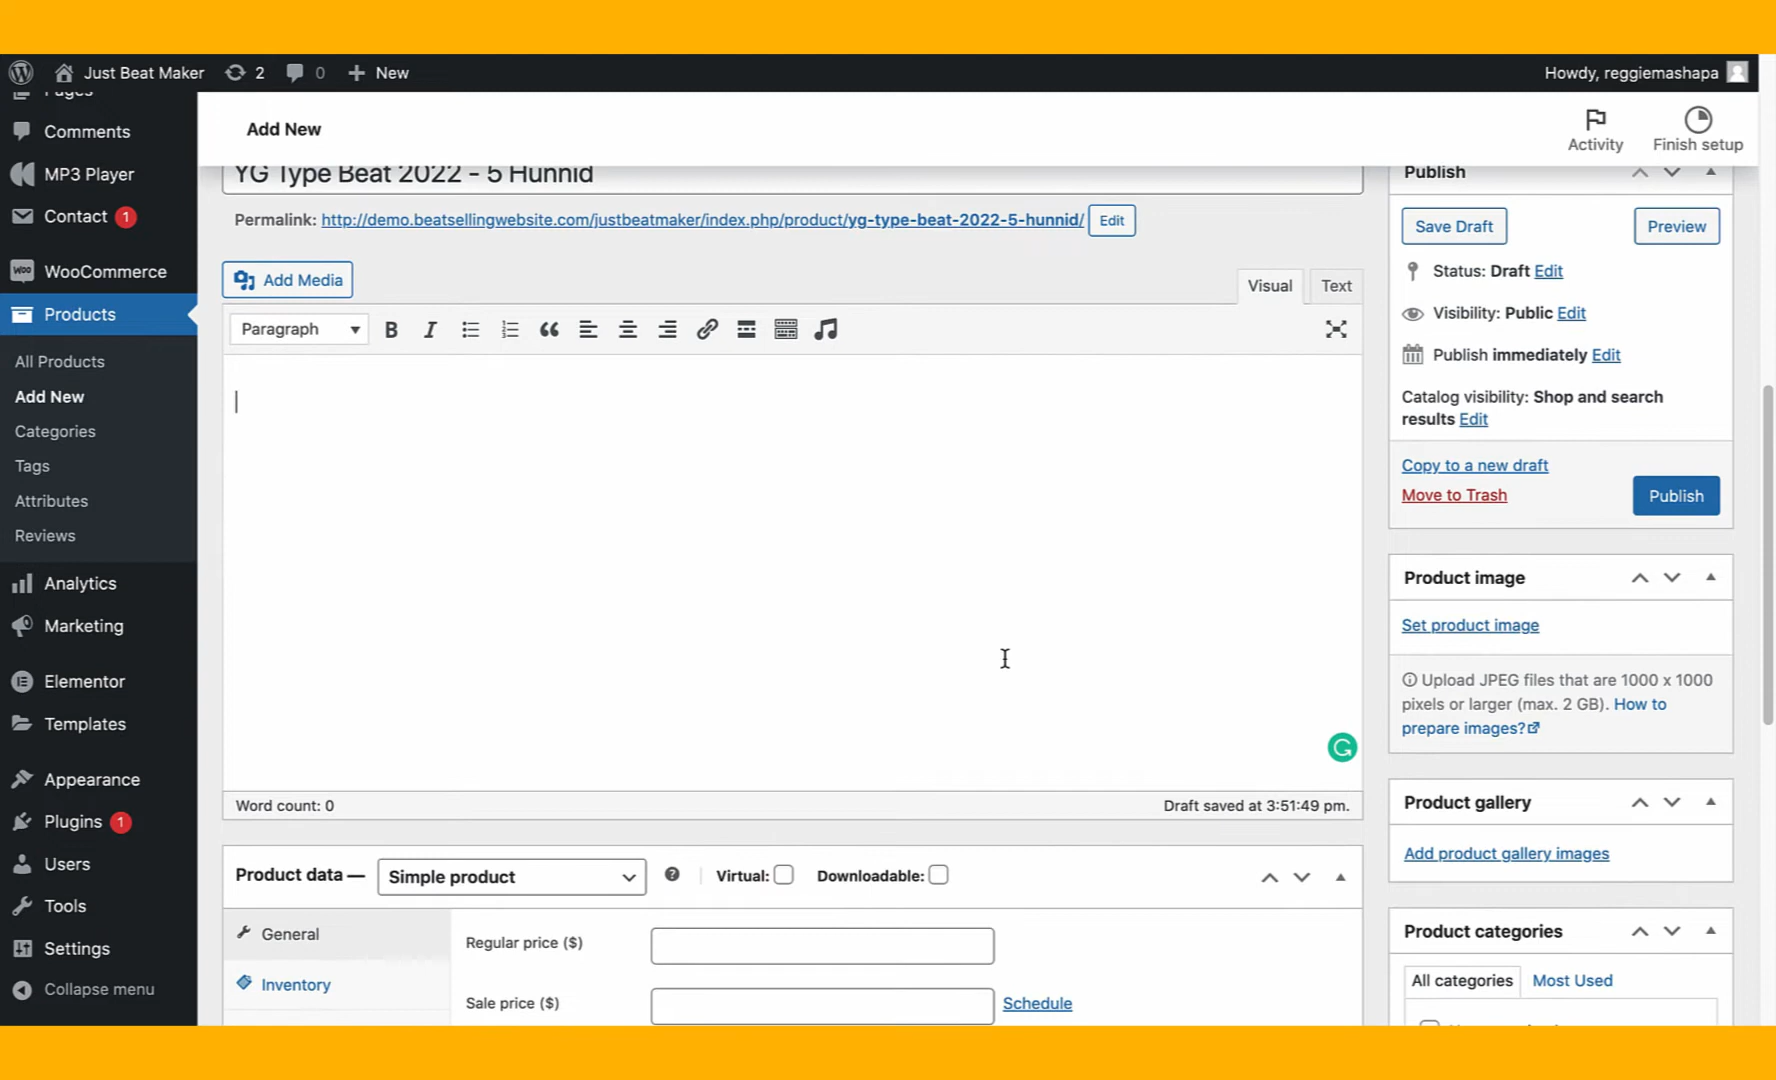 Just Beat Maker
2
0
New
Howdy, reggiemashapa
Pages
Comments
MP3 Player
Contact 1
WooCommerce
Products
All Products
Add New
Categories
Tags
Attributes
Reviews
Analytics
Marketing
Elementor
Templates
Appearance
Plugins 1
Users
Tools
Settings
Collapse menu
Add New
Activity
Finish setup
YG Type Beat 2022 - 5 Hunnid
Permalink: http://demo.beatsellingwebsite.com/justbeatmaker/index.php/product/yg-type-beat-2022-5-hunnid/ Edit
Add Media
Visual
Text
Paragraph
Word count: 0
Draft saved at 3:51:49 pm.
Product data —
Simple product
Virtual:
Downloadable:
General
Inventory
Regular price ($)
Sale price ($)
Schedule
Publish
Save Draft
Preview
Status: Draft Edit
Visibility: Public Edit
Publish immediately Edit
Catalog visibility: Shop and search
results Edit
Copy to a new draft
Move to Trash
Publish
Product image
Set product image
Upload JPEG files that are 1000 x 1000
pixels or larger (max. 2 GB). How to
prepare images?
Product gallery
Add product gallery images
Product categories
All categories
Most Used